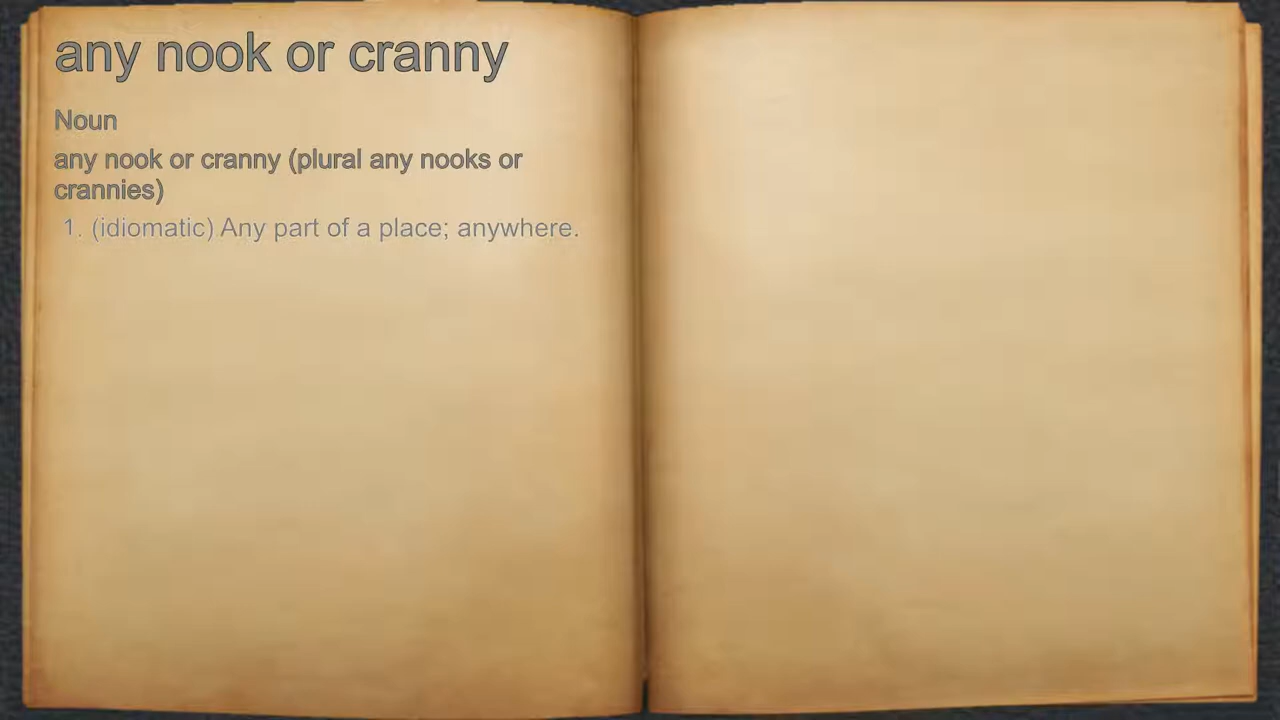 any nook or cranny
Noun
any nook or cranny (plural any nooks or
crannies)
1. (idiomatic) Any part of a place; anywhere.